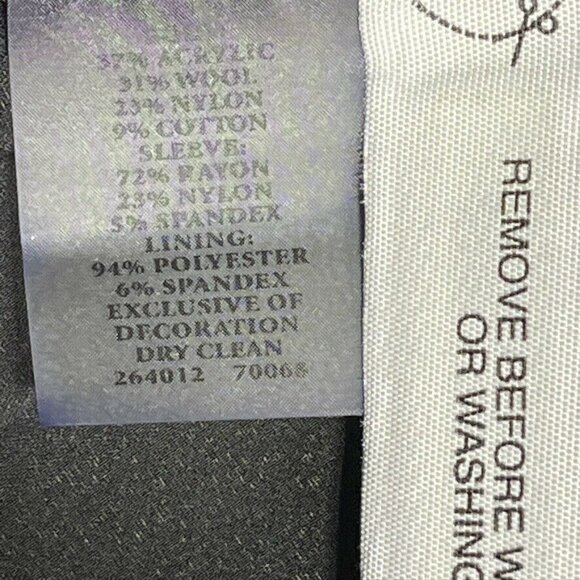 37% ACRYLIC
31% WOOL
23% NYLON
9% COTTON
SLEEVE:
72% RAYON
23% NYLON
5% SPANDEX
LINING:
94% POLYESTER
6% SPANDEX
EXCLUSIVE OF
DECORATION
DRY CLEAN
264012 70068
REMOVE BEFORE W
OR WASHING